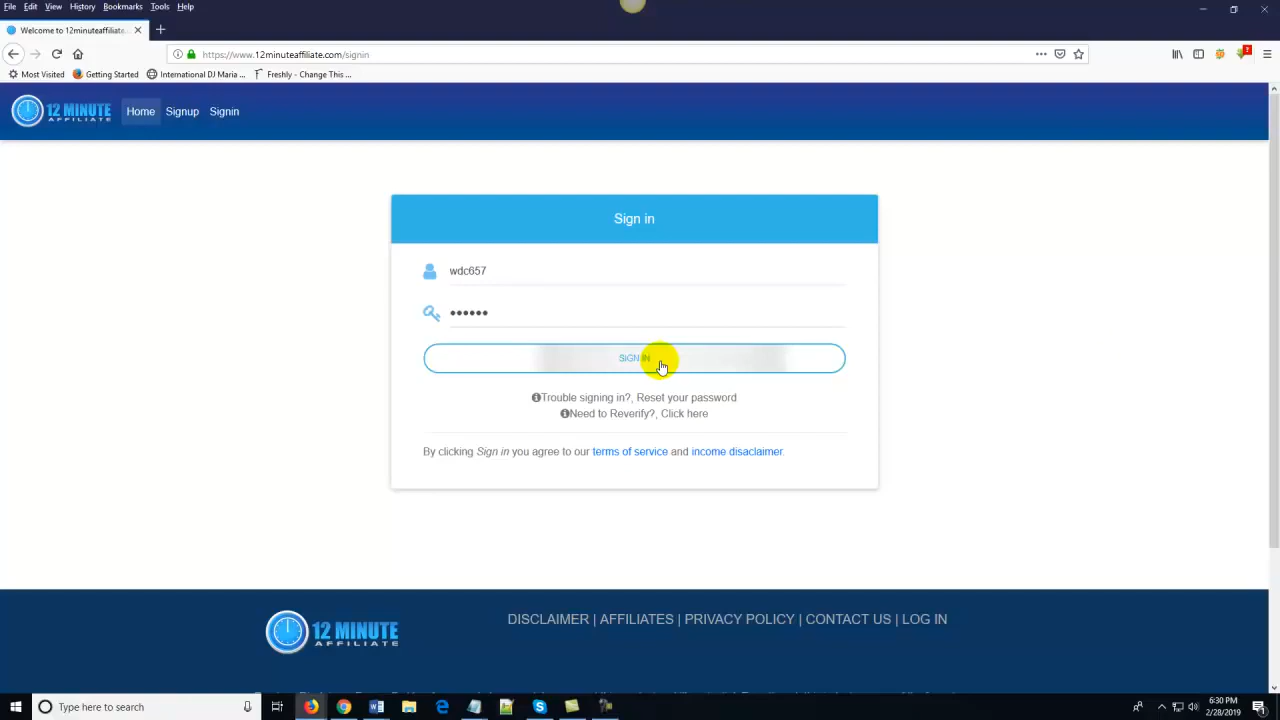 File Edit View History Bookmarks Tools Help
Welcome to 12minuteaffiliate.
https://www.12minuteaffiliate.com/signin
Most Visited Getting Started International DJ Maria ... Freshly - Change This ...
12 MINUTE
AFFILIATE
Home Signup Signin
Sign in
wdc657
••••••
SIGN IN
Trouble signing in?, Reset your password
Need to Reverify?, Click here
By clicking Sign in you agree to our terms of service and income disaclaimer.
12 MINUTE
AFFILIATE
DISCLAIMER | AFFILIATES | PRIVACY POLICY | CONTACT US | LOG IN
Type here to search
6:30 PM
2/28/2019